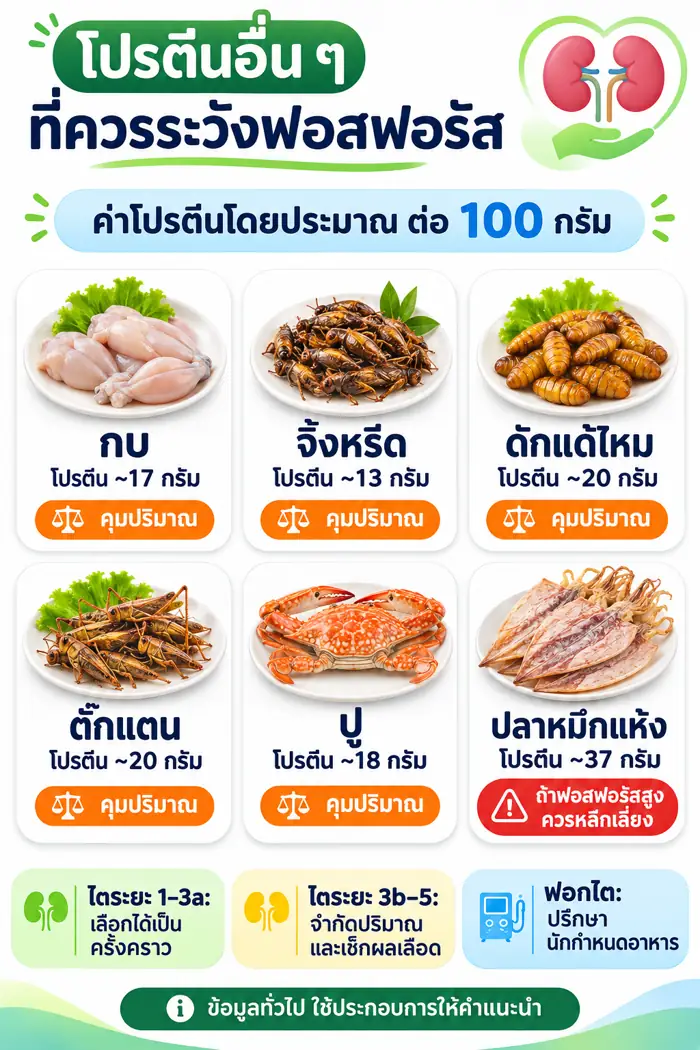 โปรตีนอื่น ๆ
ที่ควรระวังฟอสฟอรัส
ค่าโปรตีนโดยประมาณ ต่อ 100 กรัม
กบ
โปรตีน ~17 กรัม
คุมปริมาณ
จิ้งหรีด
โปรตีน ~13 กรัม
คุมปริมาณ
ดักแด้ไหม
โปรตีน ~20 กรัม
คุมปริมาณ
ตั๊กแตน
โปรตีน ~20 กรัม
คุมปริมาณ
ปู
โปรตีน ~18 กรัม
คุมปริมาณ
ปลาหมึกแห้ง
โปรตีน ~37 กรัม
ถ้าฟอสฟอรัสสูง
ควรหลีกเลี่ยง
ไตระยะ 1–3a:
เลือกได้เป็น
ครั้งคราว
ไตระยะ 3b–5:
จำกัดปริมาณ
และเช็กผลเลือด
ฟอกไต:
ปรึกษา
นักกำหนดอาหาร
ข้อมูลทั่วไป ใช้ประกอบการให้คำแนะนำ